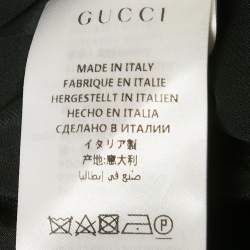 GUCCI
MADE IN ITALY
FABRIQUE EN ITALIE
HERGESTELLT IN ITALIEN
HECHO EN ITALIA
СДЕЛАНО В ИТАЛИИ
イタリア製
产地:意大利
صنع في إيطاليا
P